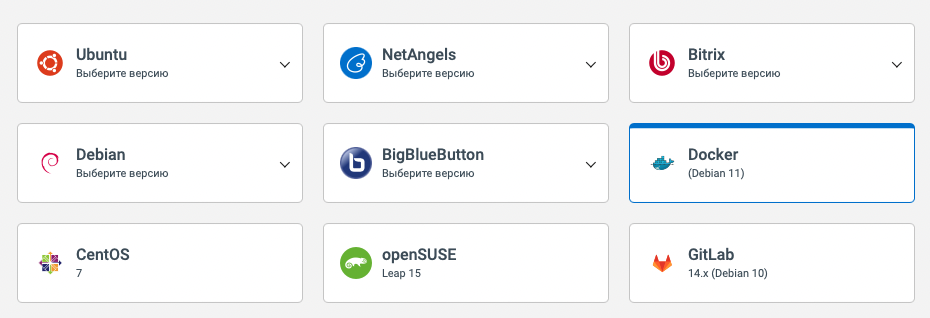 Ubuntu
Выберите версию
NetAngels
Выберите версию
Bitrix
Выберите версию
Debian
Выберите версию
BigBlueButton
Выберите версию
Docker
(Debian 11)
CentOS
7
openSUSE
Leap 15
GitLab
14.x (Debian 10)